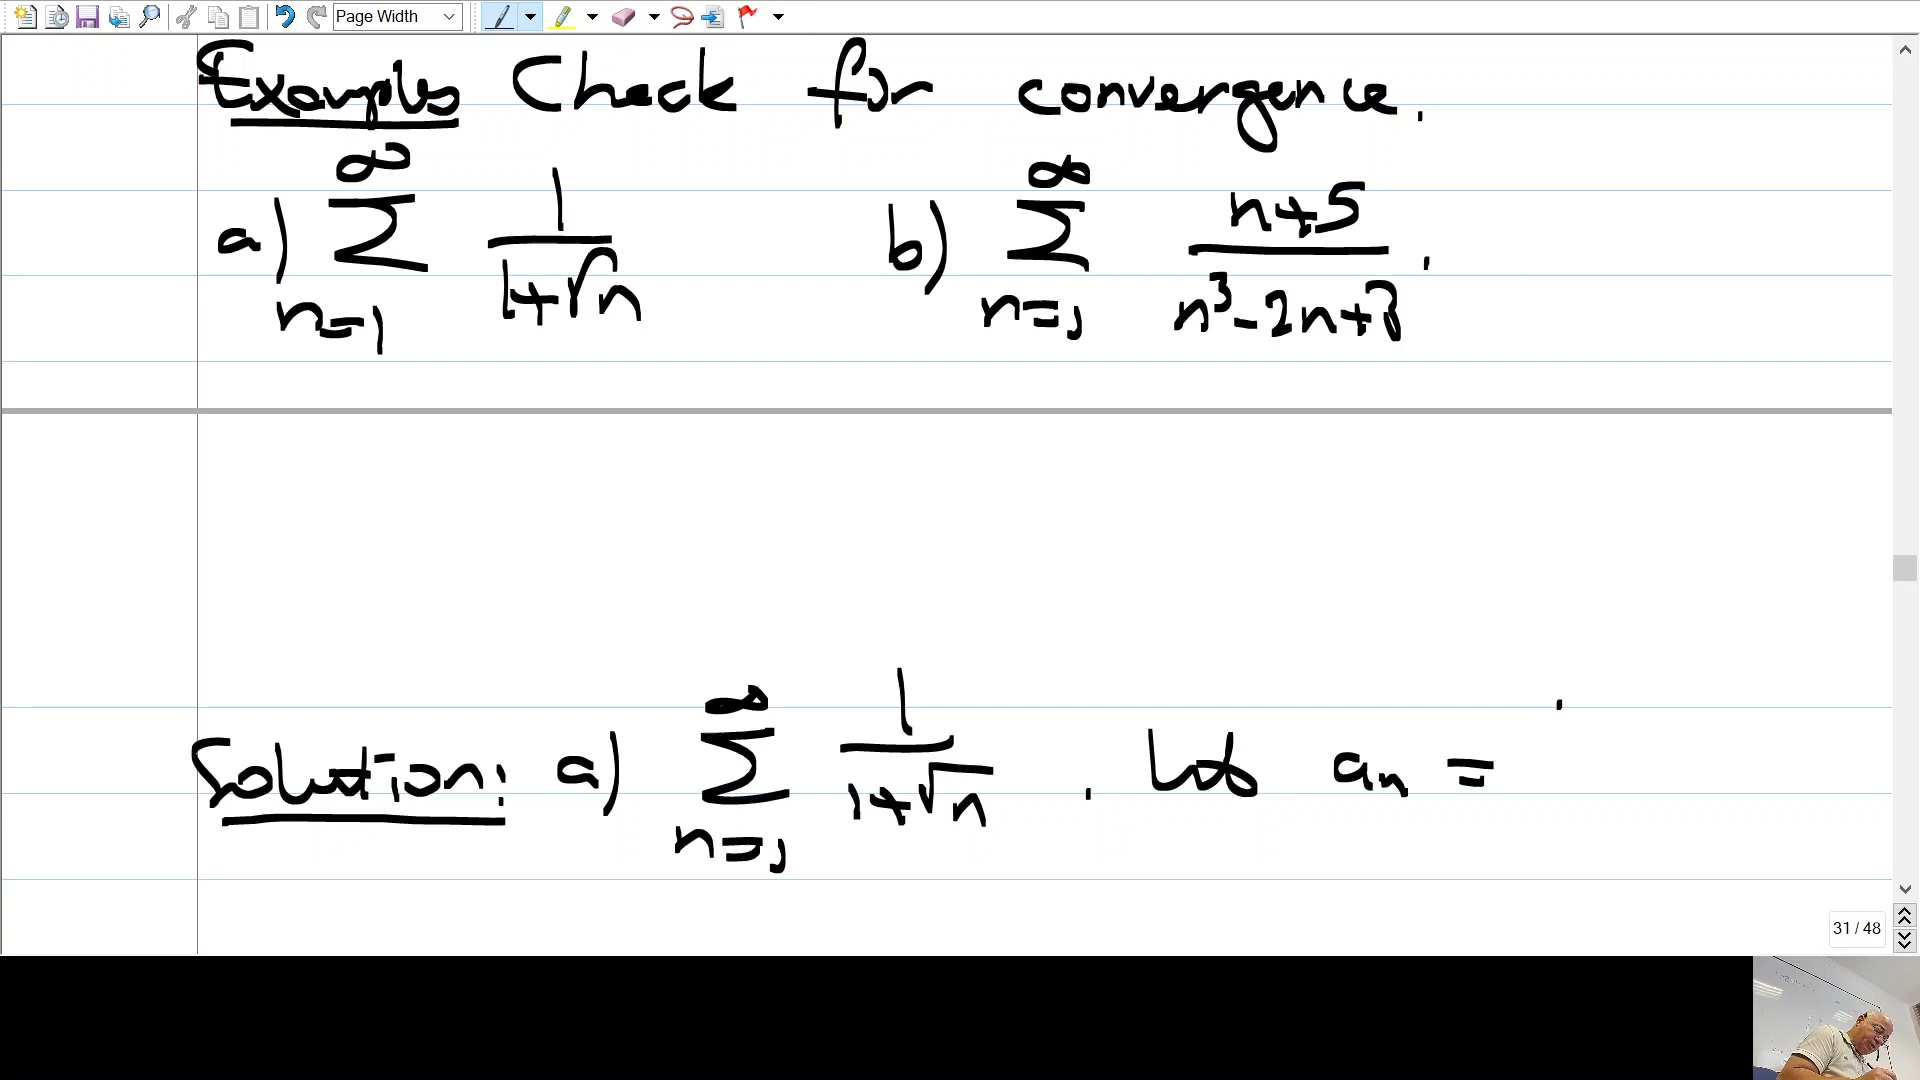 Page Width
Examples Check for convergence.
a) ∞ ∑ n=1 1/(1+√n) b) ∞ ∑ n=1 (n+5)/(n³-2n+3).
Solution: a) ∞ ∑ n=1 1/(1+√n) . Let aₙ =
31 / 48